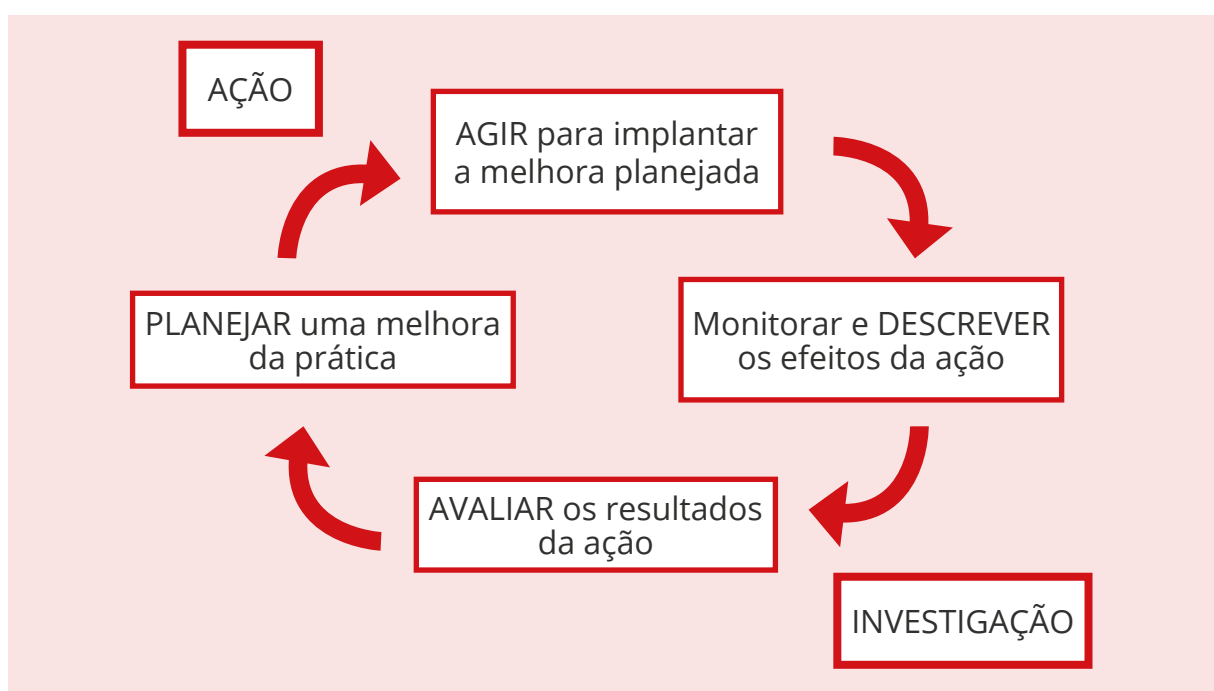 AÇÃO
AGIR para implantar
a melhora planejada
PLANEJAR uma melhora
da prática
Monitorar e DESCREVER
os efeitos da ação
AVALIAR os resultados
da ação
INVESTIGAÇÃO